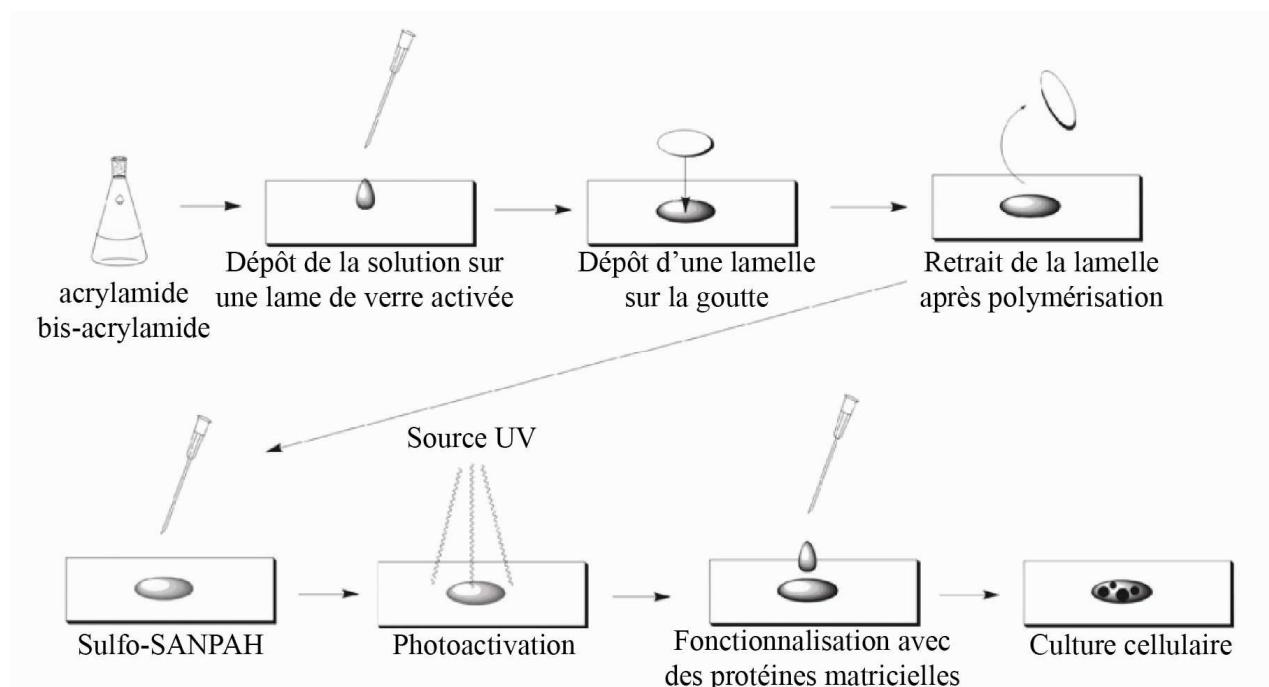 acrylamide
bis-acrylamide
Dépôt de la solution sur
une lame de verre activée
Dépôt d’une lamelle
sur la goutte
Retrait de la lamelle
après polymérisation
Sulfo-SANPAH
Source UV
Photoactivation
Fonctionnalisation avec
des protéines matricielles
Culture cellulaire